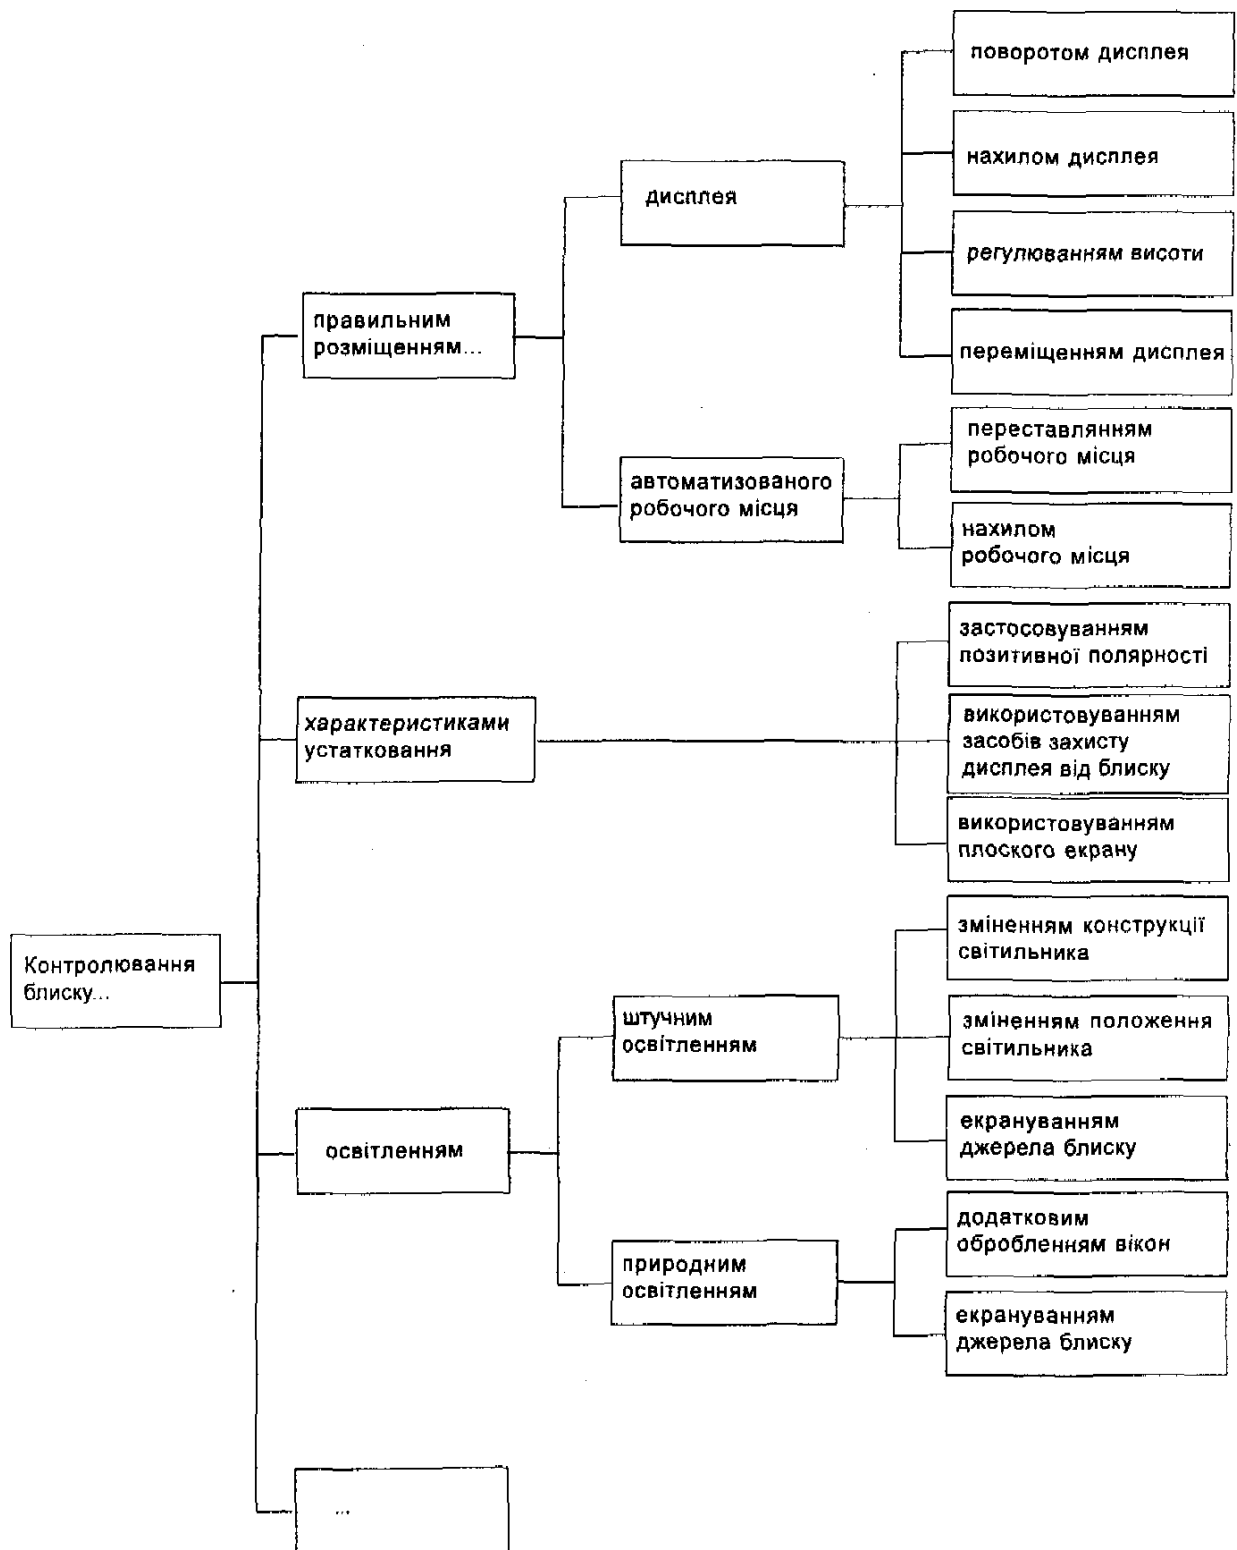 поворотом дисплея
нахилом дисплея
дисплея
регулюванням висоти
правильним
розміщенням...
переміщенням дисплея
переставлянням
робочого місця
автоматизованого
робочого місця
нахилом
робочого місця
застосовуванням
позитивної полярності
характеристиками
устатковання
використовуванням
засобів захисту
дисплея від блиску
використовуванням
плоского екрану
зміненням конструкції
світильника
Контролювання
блиску...
штучним
освітленням
зміненням положення
світильника
екрануванням
джерела блиску
освітленням
додатковим
обробленням вікон
природним
освітленням
екрануванням
джерела блиску
...